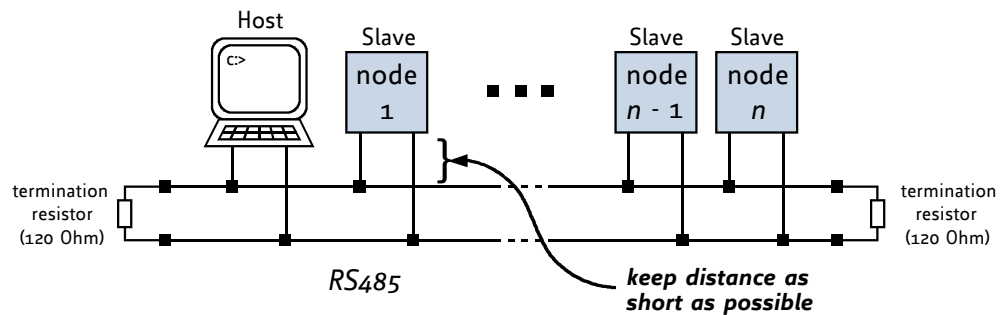 Host
Slave
Slave
Slave
C:>
node
1
node
n - 1
node
n
termination
resistor
(120 Ohm)
termination
resistor
(120 Ohm)
RS485
keep distance as
short as possible